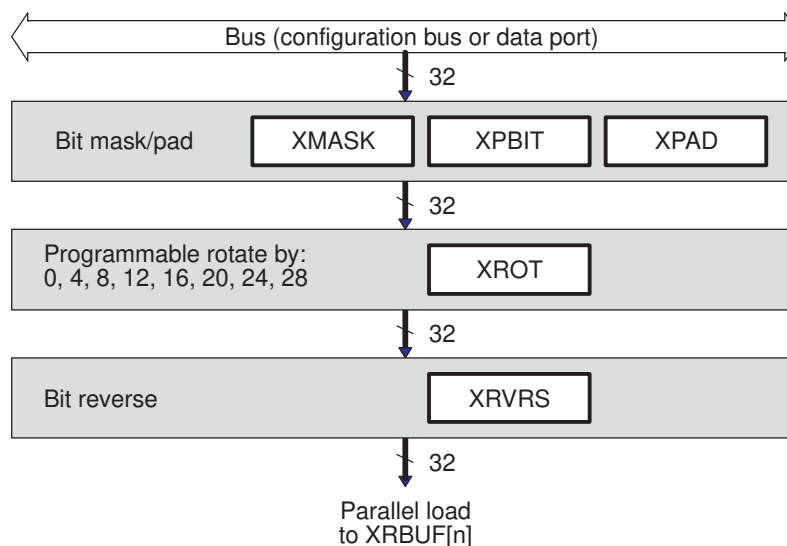 Bus (configuration bus or data port)
32
Bit mask/pad XMASK XPBIT XPAD
32
Programmable rotate by:
0, 4, 8, 12, 16, 20, 24, 28
XROT
32
Bit reverse XRVRS
32
Parallel load
to XRBUF[n]